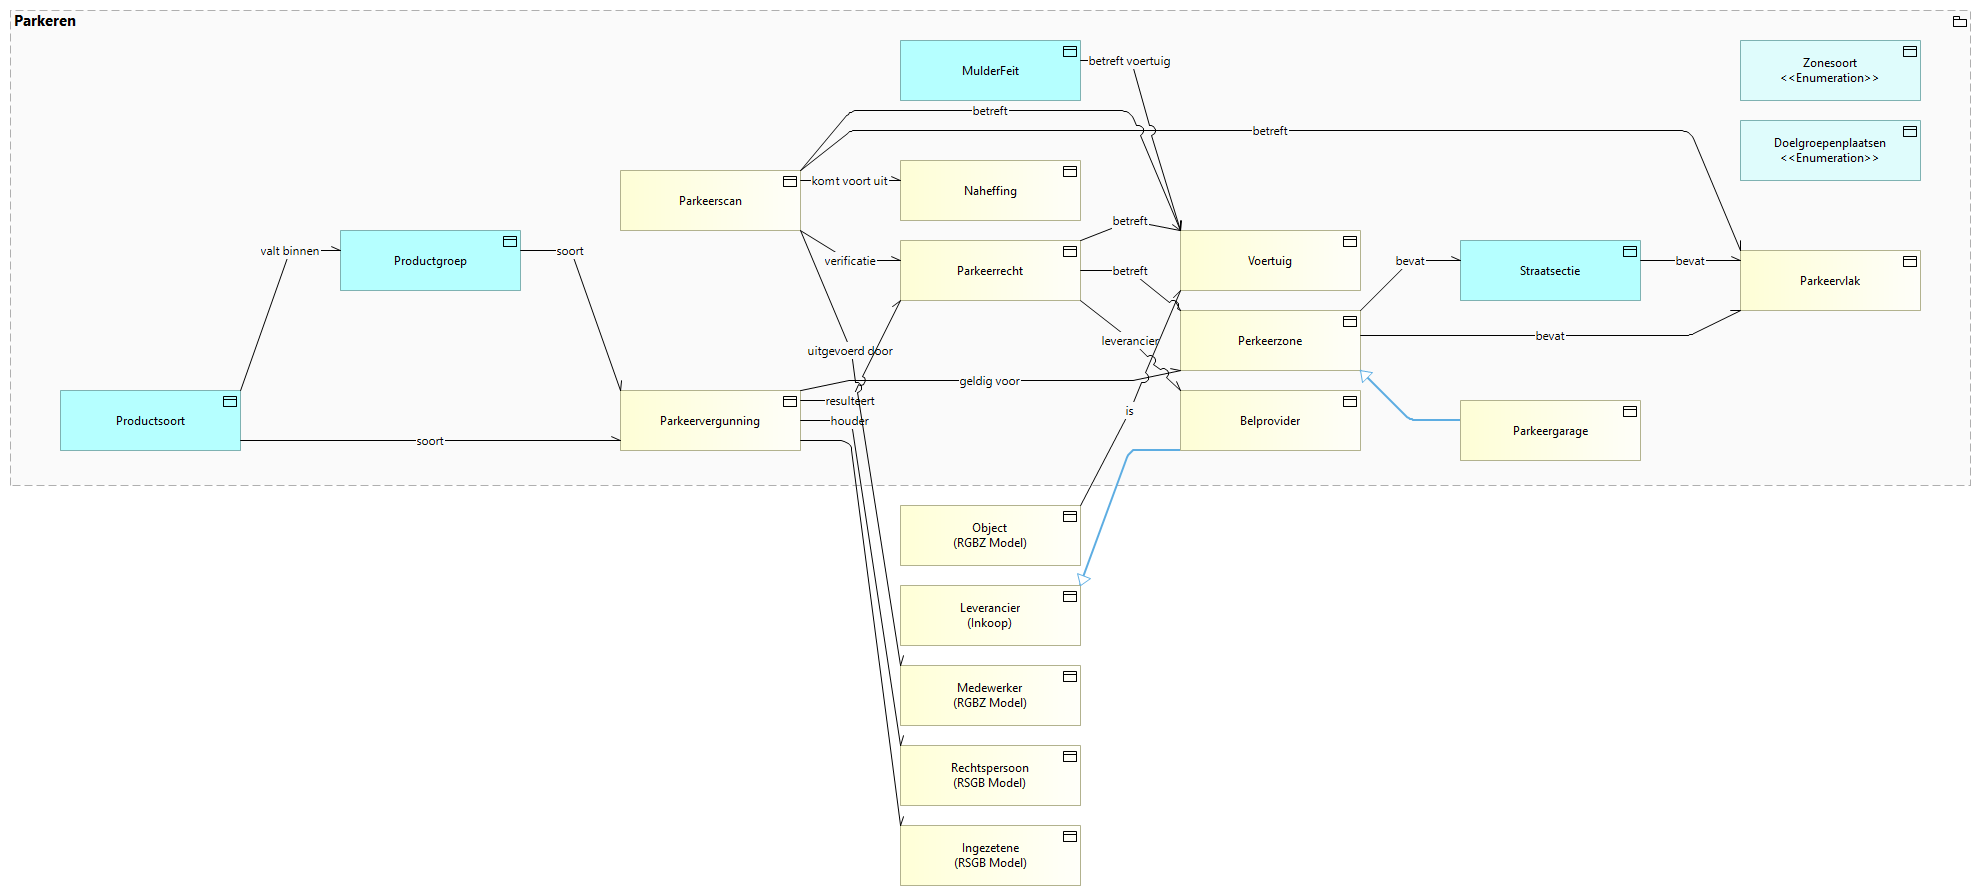 Parkeren
MulderFeit
betreft voertuig
Zonesoort
<<Enumeration>>
betreft
betreft
Doelgroepenplaatsen
<<Enumeration>>
Parkeerscan
komt voort uit
Naheffing
betreft
valt binnen
Productgroep
soort
verificatie
Parkeerrecht
betreft
Voertuig
bevat
Straatsectie
bevat
Parkeervlak
uitgevoerd door
leverancier
Perkeerzone
bevat
geldig voor
Productsoort
soort
Parkeervergunning
resulteert
houder
is
Belprovider
Parkeergarage
Object
(RGBZ Model)
Leverancier
(Inkoop)
Medewerker
(RGBZ Model)
Rechtspersoon
(RSGB Model)
Ingezetene
(RSGB Model)